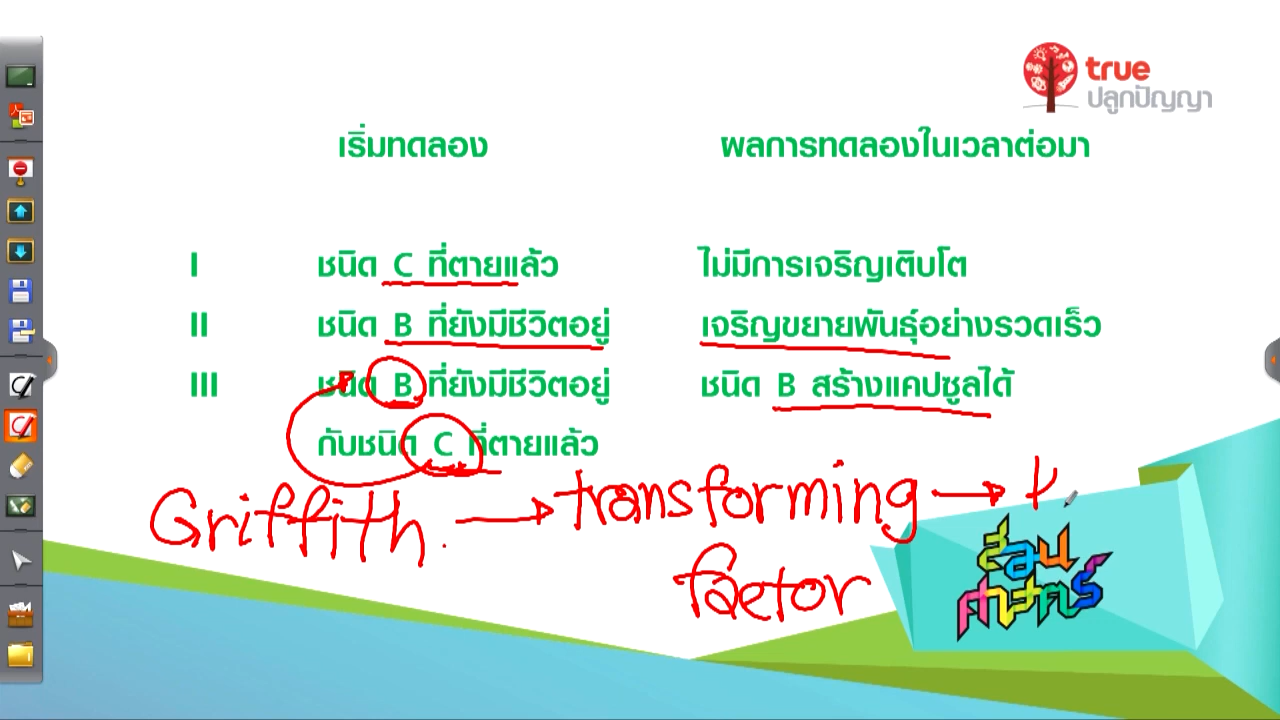 true
ปลูกปัญญา
เริ่มทดลอง ผลการทดลองในเวลาต่อมา
I ชนิด C ที่ตายแล้ว ไม่มีการเจริญเติบโต
II ชนิด B ที่ยังมีชีวิตอยู่ เจริญขยายพันธุ์อย่างรวดเร็ว
III ชนิด B ที่ยังมีชีวิตอยู่ ชนิด B สร้างแคปซูลได้
กับชนิด C ที่ตายแล้ว
Griffith. → transforming →
factor
สอน
ศาสตร์